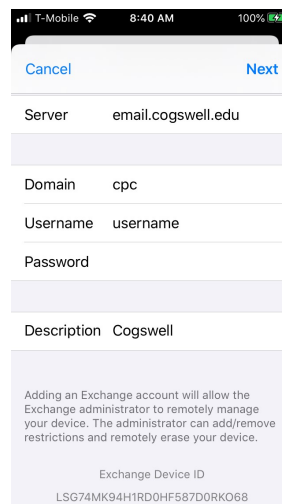 T-Mobile 8:40 AM 100%
Cancel Next
Server email.cogswell.edu
Domain cpc
Username username
Password
Description Cogswell
Adding an Exchange account will allow the
Exchange administrator to remotely manage
your device. The administrator can add/remove
restrictions and remotely erase your device.
Exchange Device ID
LSG74MK94H1RD0HF587D0RKO68